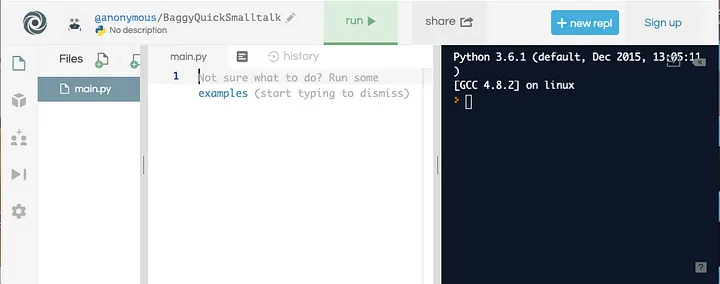 @anonymous/BaggyQuickSmalltalk
No description
run
share
+ new repl
Sign up
Files
main.py
main.py
history
1 Not sure what to do? Run some
examples (start typing to dismiss)
Python 3.6.1 (default, Dec 2015, 13:05:11
)
[GCC 4.8.2] on linux
>
?